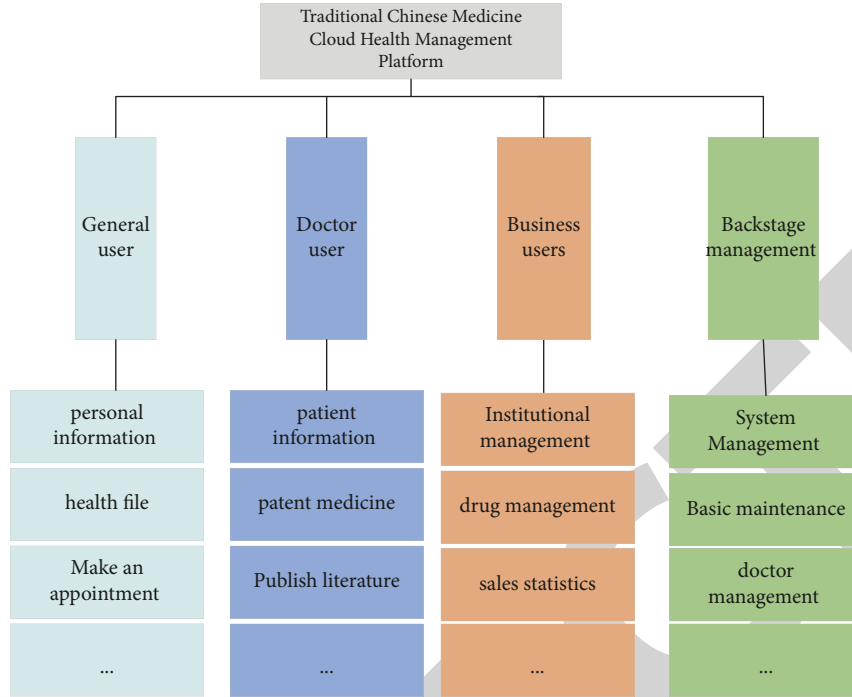 Traditional Chinese Medicine
Cloud Health Management
Platform
General
user
Doctor
user
Business
users
Backstage
management
personal
information
health file
Make an
appointment
...
patient
information
patent medicine
Publish literature
...
Institutional
management
drug management
sales statistics
...
System
Management
Basic maintenance
doctor
management
...